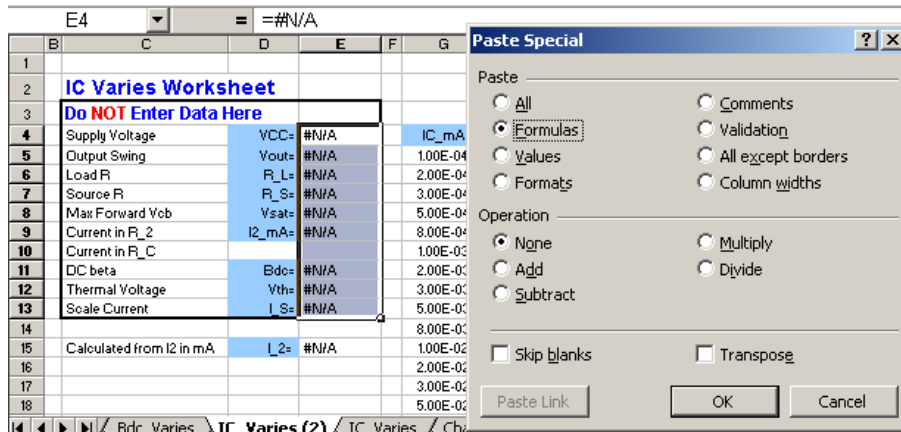 E4 = =#N/A
B C D E F G
1
2 IC Varies Worksheet
3 Do NOT Enter Data Here
4 Supply Voltage VCC= #N/A IC_mA
5 Output Swing Vout= #N/A 1.00E-04
6 Load R R_L= #N/A 2.00E-04
7 Source R R_S= #N/A 3.00E-04
8 Max Forward Vcb Vsat= #N/A 5.00E-04
9 Current in R_2 I2_mA= #N/A 8.00E-04
10 Current in R_C 1.00E-03
11 DC beta Bdc= #N/A 2.00E-03
12 Thermal Voltage Vth= #N/A 3.00E-03
13 Scale Current I_S= #N/A 5.00E-03
14 8.00E-03
15 Calculated from I2 in mA I_2= #N/A 1.00E-02
16 2.00E-02
17 3.00E-02
18 5.00E-02
Bdc_Varies IC_Varies (2) IC_Varies
Paste Special
Paste
All Comments
Formulas Validation
Values All except borders
Formats Column widths
Operation
None Multiply
Add Divide
Subtract
Skip blanks Transpose
Paste Link OK Cancel